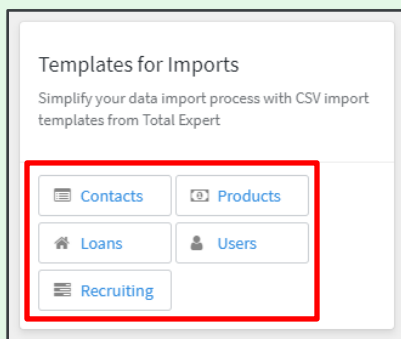 Templates for Imports
Simplify your data import process with CSV import
templates from Total Expert
Contacts
Products
Loans
Users
Recruiting